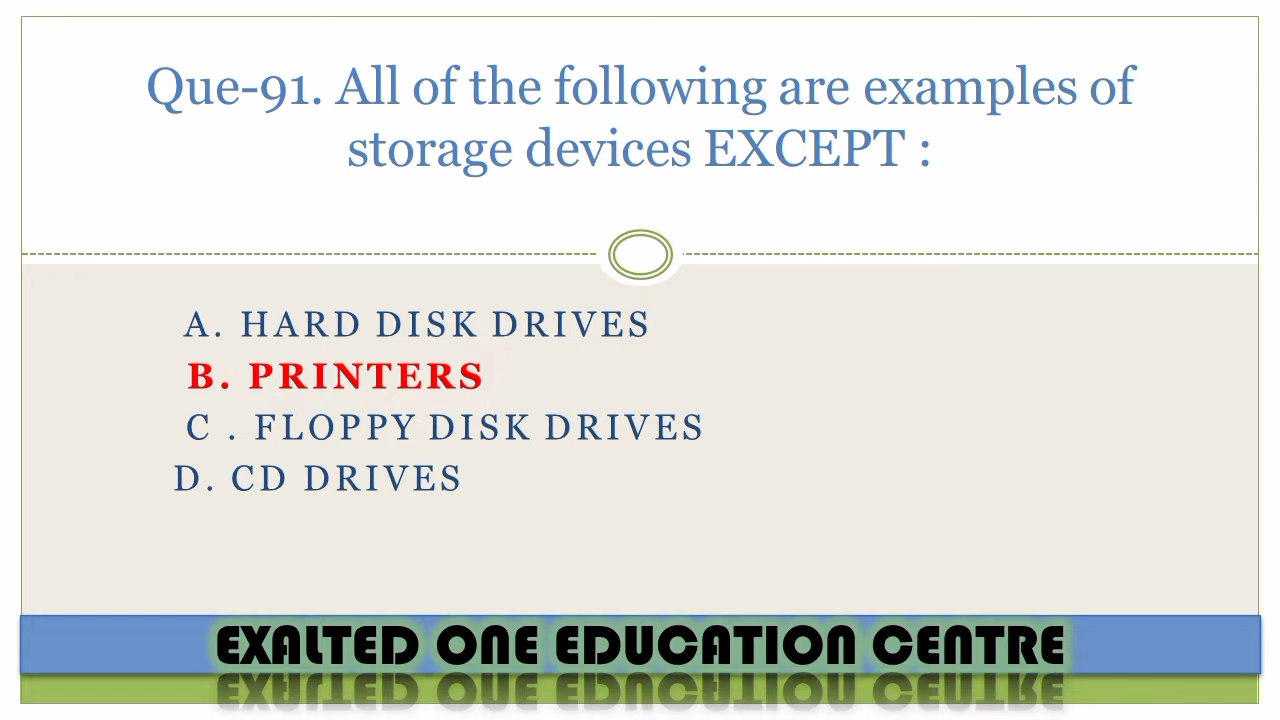 Que-91. All of the following are examples of
storage devices EXCEPT :
A. HARD DISK DRIVES
B. PRINTERS
C . FLOPPY DISK DRIVES
D. CD DRIVES
EXALTED ONE EDUCATION CENTRE